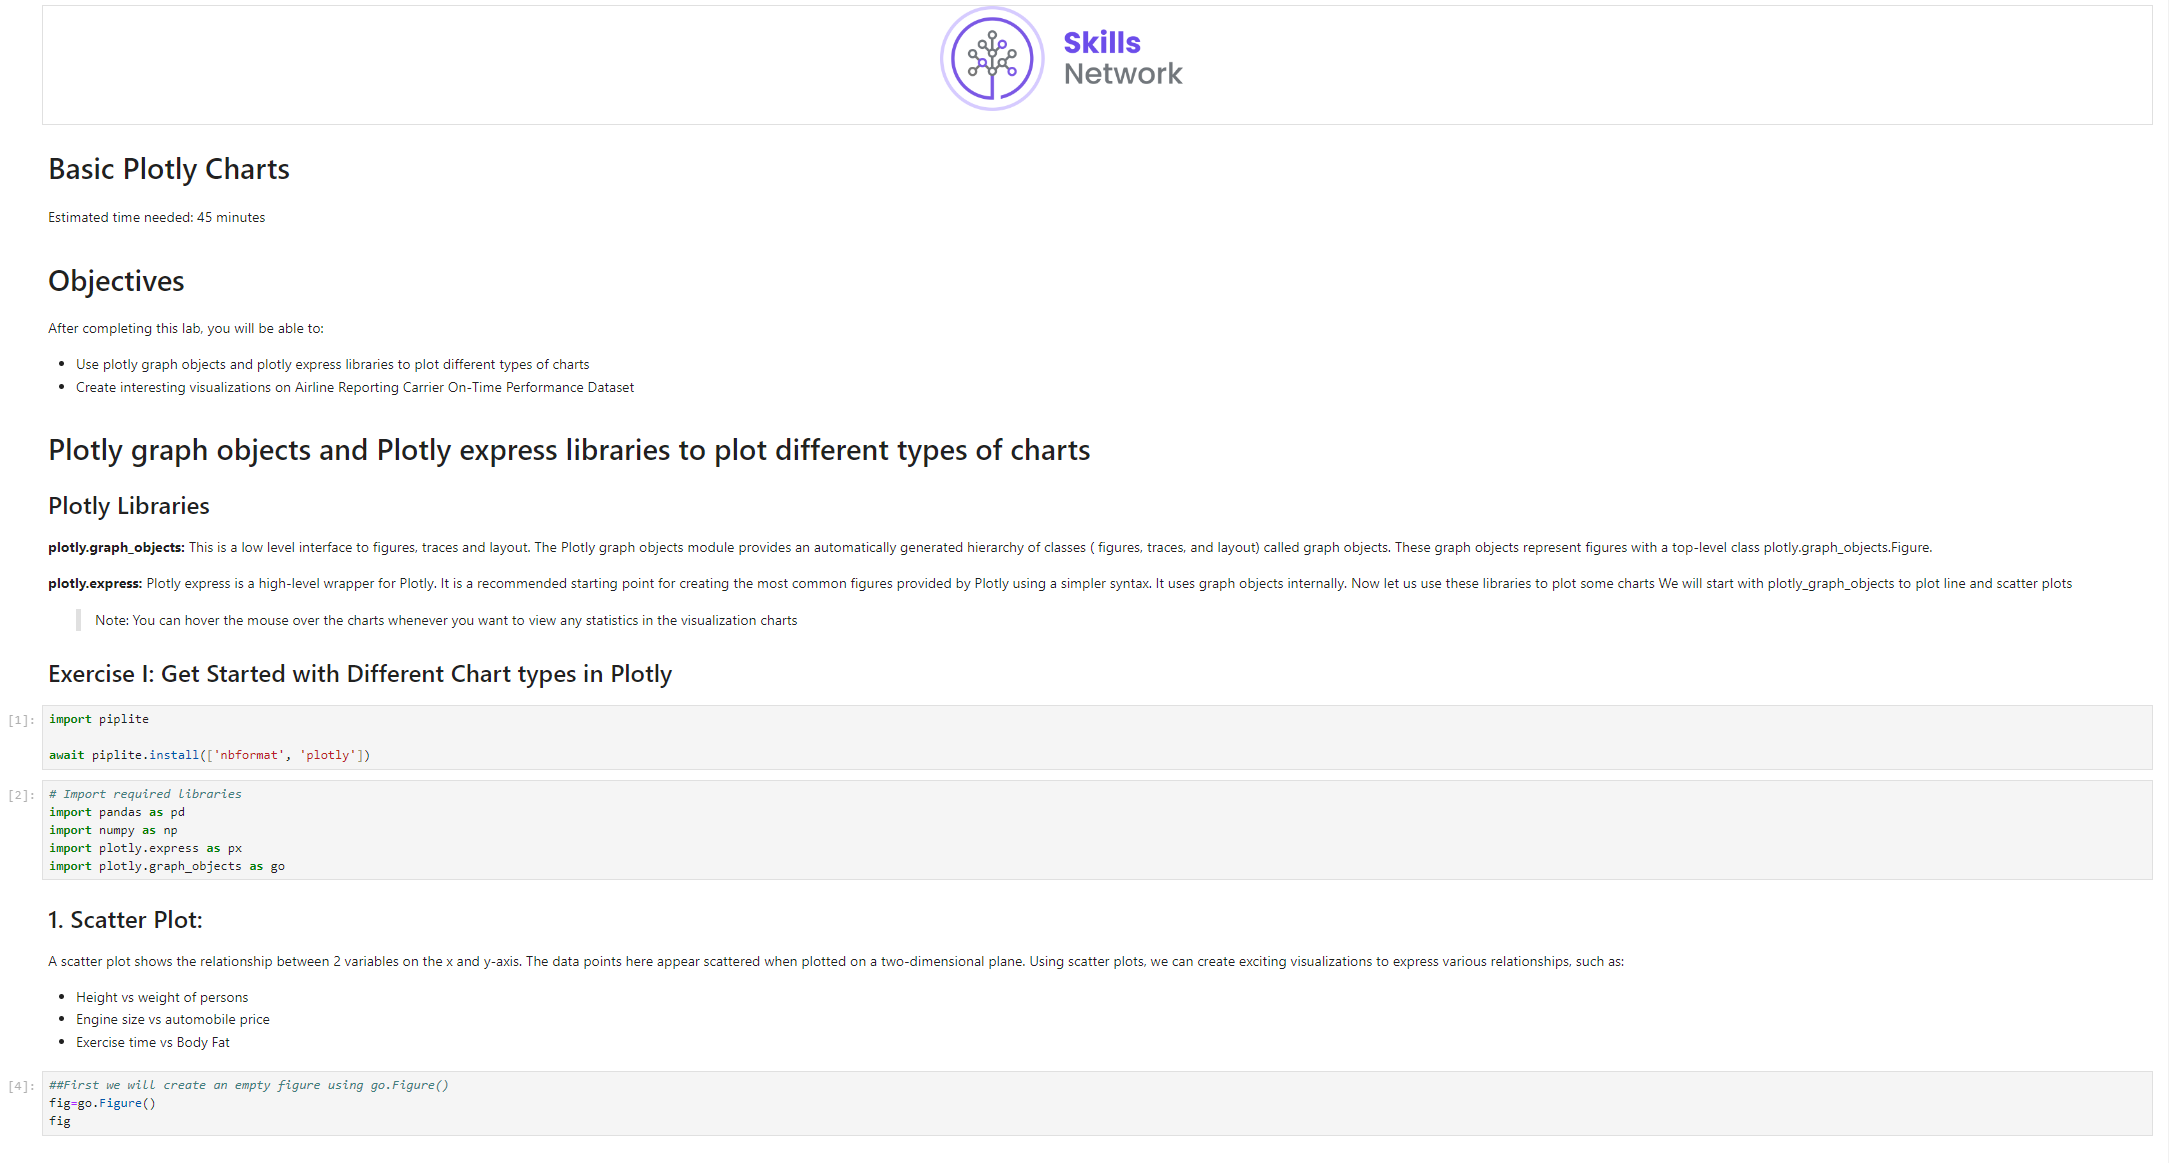 Skills
Network
Basic Plotly Charts
Estimated time needed: 45 minutes
Objectives
After completing this lab, you will be able to:
• Use plotly graph objects and plotly express libraries to plot different types of charts
• Create interesting visualizations on Airline Reporting Carrier On-Time Performance Dataset
Plotly graph objects and Plotly express libraries to plot different types of charts
Plotly Libraries
plotly.graph_objects: This is a low level interface to figures, traces and layout. The Plotly graph objects module provides an automatically generated hierarchy of classes ( figures, traces, and layout) called graph objects. These graph objects represent figures with a top-level class plotly.graph_objects.Figure.
plotly.express: Plotly express is a high-level wrapper for Plotly. It is a recommended starting point for creating the most common figures provided by Plotly using a simpler syntax. It uses graph objects internally. Now let us use these libraries to plot some charts We will start with plotly_graph_objects to plot line and scatter plots
Note: You can hover the mouse over the charts whenever you want to view any statistics in the visualization charts
Exercise I: Get Started with Different Chart types in Plotly
[1]: import piplite
await piplite.install(['nbformat', 'plotly'])
[2]: # Import required libraries
import pandas as pd
import numpy as np
import plotly.express as px
import plotly.graph_objects as go
1. Scatter Plot:
A scatter plot shows the relationship between 2 variables on the x and y-axis. The data points here appear scattered when plotted on a two-dimensional plane. Using scatter plots, we can create exciting visualizations to express various relationships, such as:
• Height vs weight of persons
• Engine size vs automobile price
• Exercise time vs Body Fat
[4]: ##First we will create an empty figure using go.Figure()
fig=go.Figure()
fig